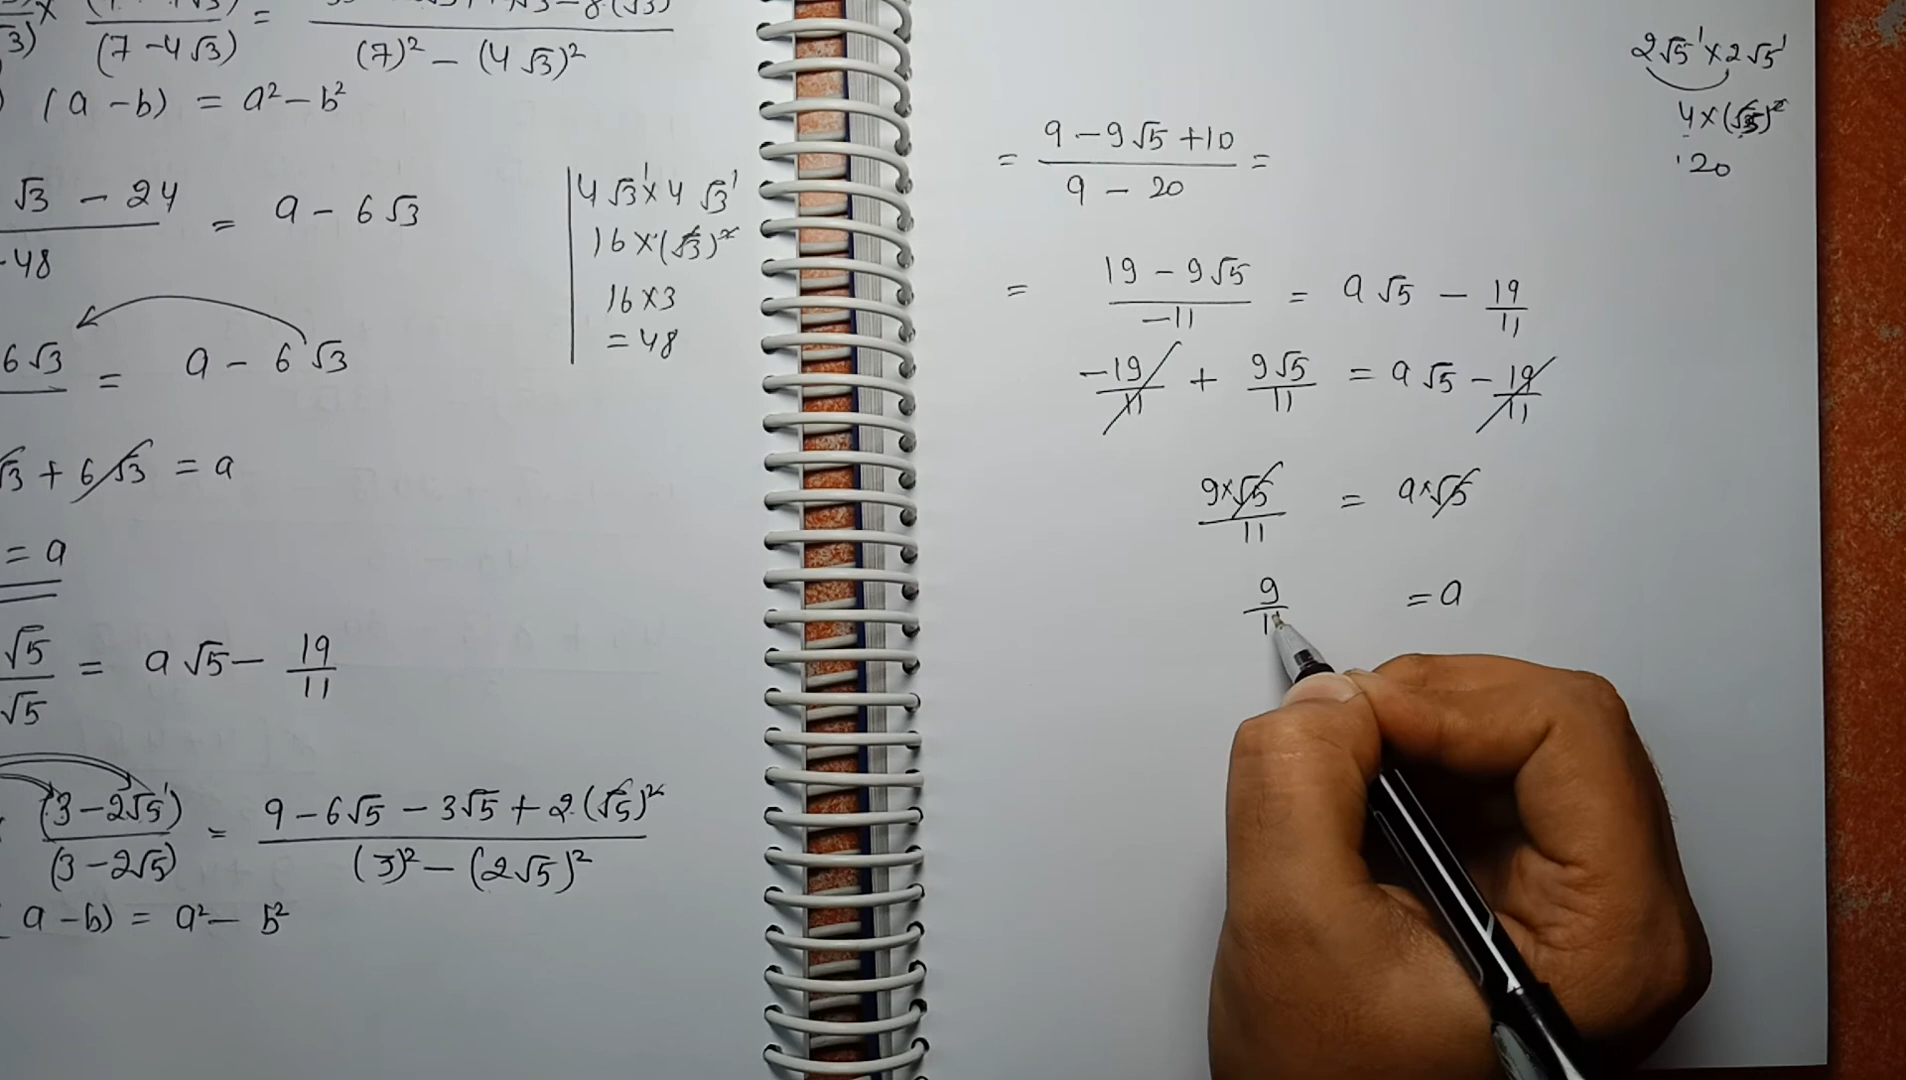 (7 - 4√3) = (7)² - (4√3)²
(a - b) = a² - b²
√3 - 24 / 48 = a - 6√3
6√3 = a - 6√3
√3 + 6√3 = a
= a
√5 / √5 = a√5 - 19/11
(3 - 2√5) / (3 - 2√5) = 9 - 6√5 - 3√5 + 2(√5)² / (3)² - (2√5)²
(a - b) = a² - b²
4√3 × 4√3
16 × (√3)²
16 × 3
= 48
2√5 × 2√5
4 × (√5)²
20
= 9 - 9√5 + 10 / 9 - 20 =
= 19 - 9√5 / -11 = a√5 - 19/11
-19/11 + 9√5/11 = a√5 - 19/11
9×√5/11 = a×√5
9/11 = a